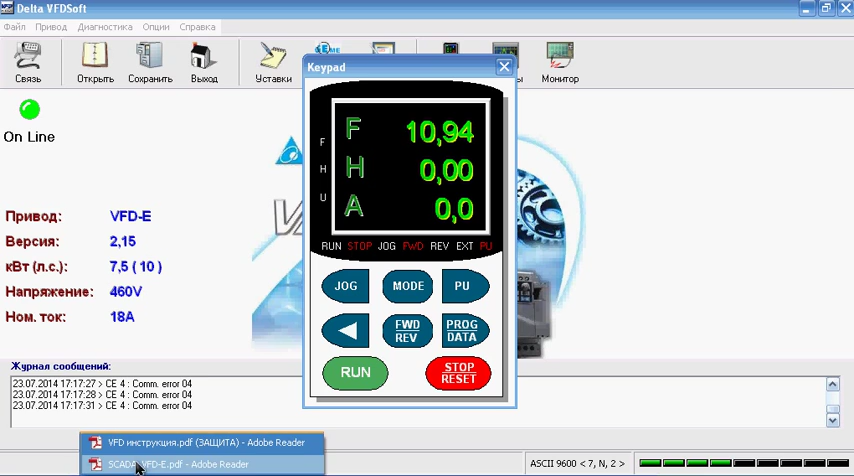 Delta VFDSoft
Файл Привод Диагностика Опции Справка
Связь Открыть Сохранить Выход Уставки Монитор
Keypad
On Line
F 10,94
H 0,00
A 0,0
F
H
U
RUN STOP JOG FWD REV EXT PU
Привод: VFD-E
Версия: 2,15
кВт (л.с.): 7,5 ( 10 )
Напряжение: 460V
Ном. ток: 18A
JOG MODE PU
FWD REV PROG DATA
RUN STOP RESET
Журнал сообщений:
23.07.2014 17:17:27 > CE 4 : Comm. error 04
23.07.2014 17:17:28 > CE 4 : Comm. error 04
23.07.2014 17:17:31 > CE 4 : Comm. error 04
VFD инструкция.pdf (ЗАЩИТА) - Adobe Reader
SCADA_VFD-E.pdf - Adobe Reader
ASCII 9600 < 7, N, 2 >